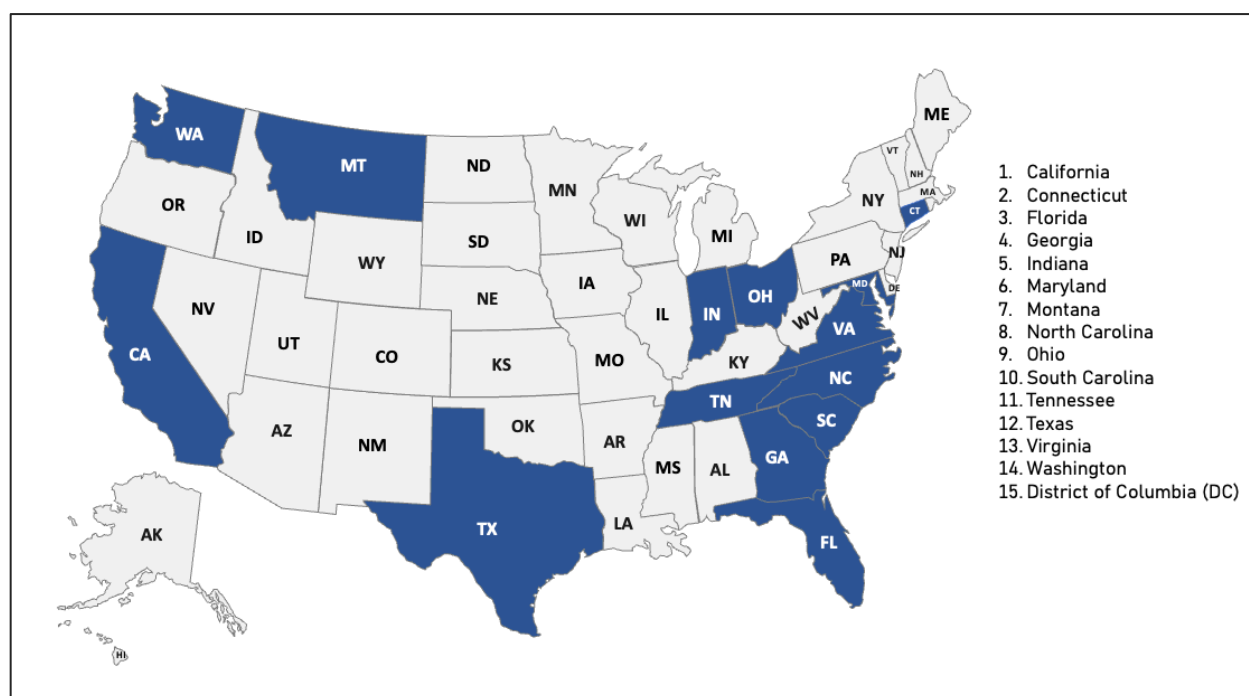 ME
WA
VT
NH
MT
ND
MA
MN
OR
NY
CT
WI
ID
SD
MI
WY
PA
NJ
IA
NE
MD
DE
OH
NV
IL
IN
WV
VA
UT
CO
CA
KS
MO
KY
NC
TN
SC
OK
AZ
NM
AR
GA
MS
AL
LA
TX
AK
FL
HI
1. California
2. Connecticut
3. Florida
4. Georgia
5. Indiana
6. Maryland
7. Montana
8. North Carolina
9. Ohio
10. South Carolina
11. Tennessee
12. Texas
13. Virginia
14. Washington
15. District of Columbia (DC)